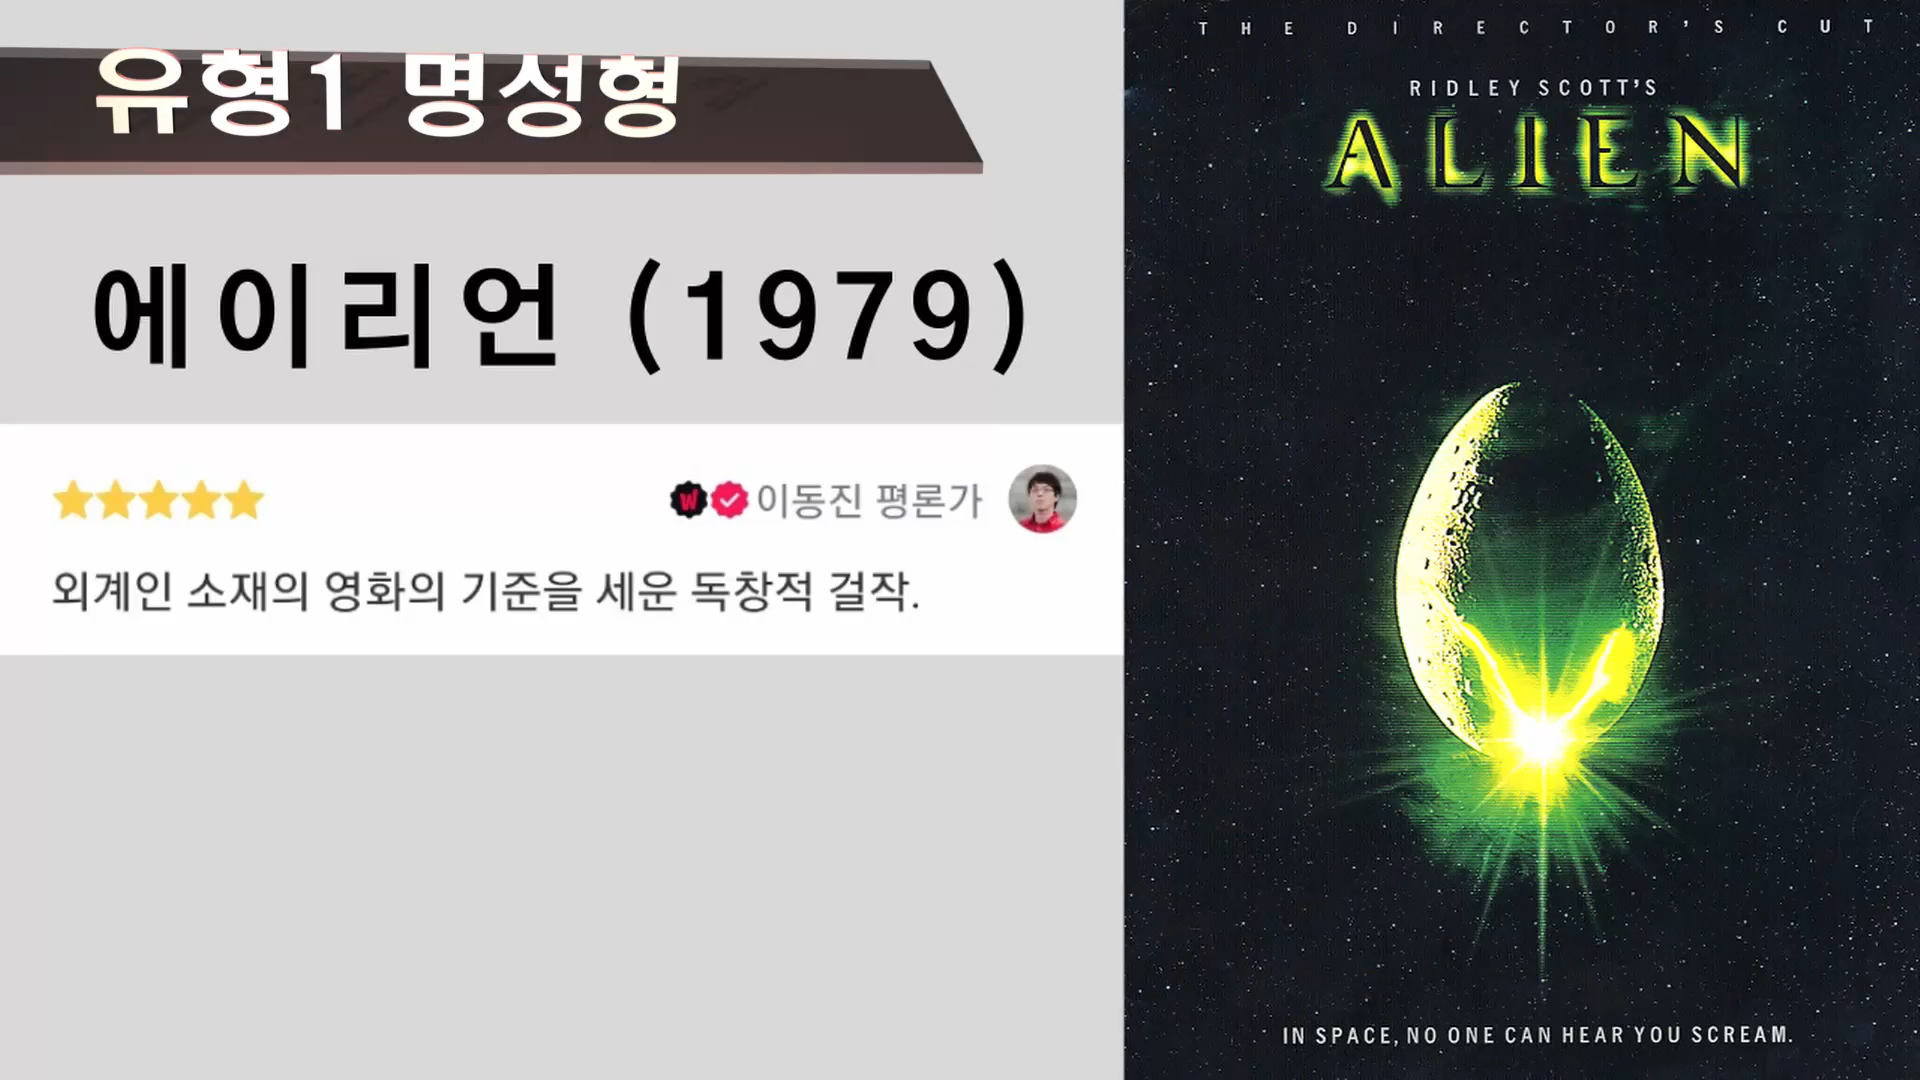 유형1 명성형
에이리언 (1979)
이동진 평론가
외계인 소재의 영화의 기준을 세운 독창적 걸작.
THE DIRECTOR'S CUT
RIDLEY SCOTT'S
ALIEN
IN SPACE, NO ONE CAN HEAR YOU SCREAM.